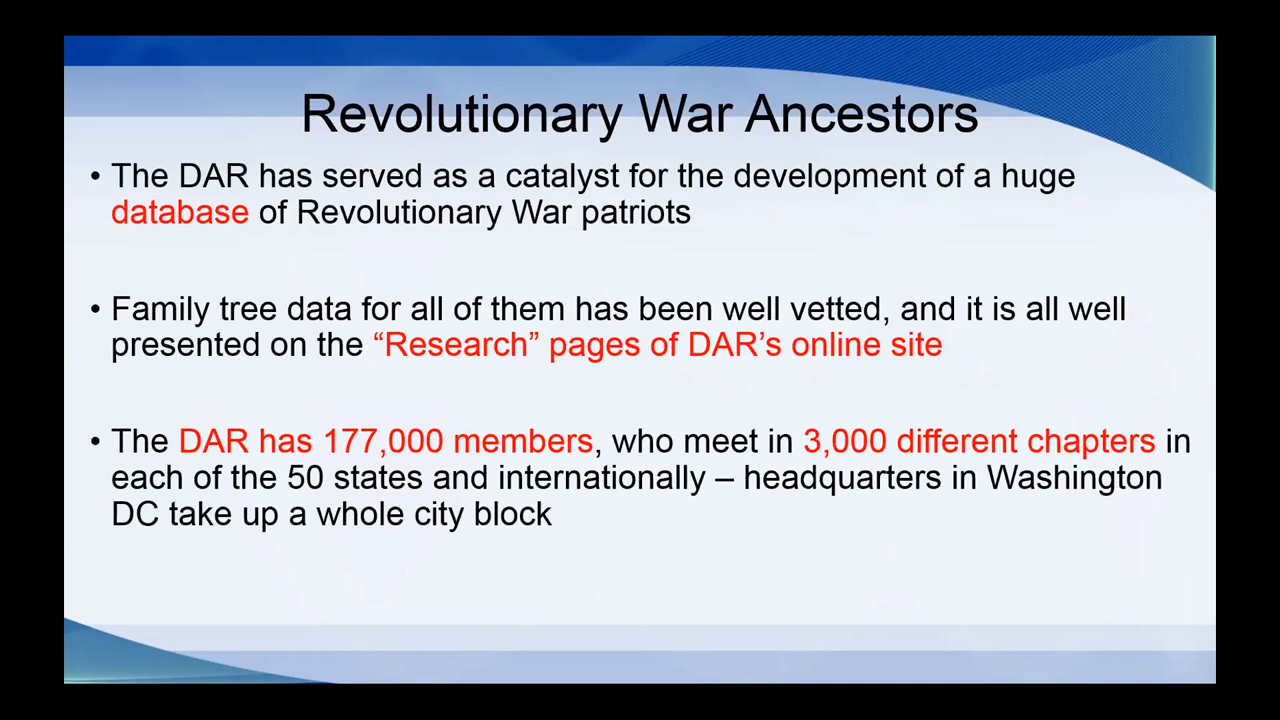 Revolutionary War Ancestors
• The DAR has served as a catalyst for the development of a huge
database of Revolutionary War patriots
• Family tree data for all of them has been well vetted, and it is all well
presented on the “Research” pages of DAR’s online site
• The DAR has 177,000 members, who meet in 3,000 different chapters in
each of the 50 states and internationally – headquarters in Washington
DC take up a whole city block